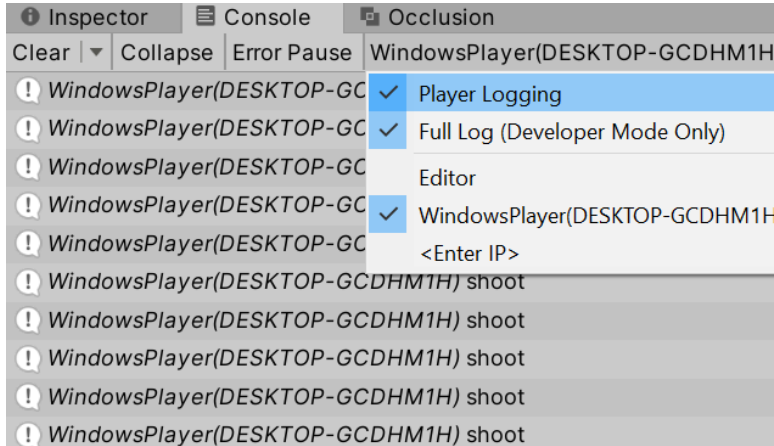 Inspector Console Occlusion
Clear Collapse Error Pause WindowsPlayer(DESKTOP-GCDHM1H
WindowsPlayer(DESKTOP-GC
Player Logging
WindowsPlayer(DESKTOP-GC
Full Log (Developer Mode Only)
WindowsPlayer(DESKTOP-GC
Editor
WindowsPlayer(DESKTOP-GC
WindowsPlayer(DESKTOP-GCDHM1H
WindowsPlayer(DESKTOP-GC
<Enter IP>
WindowsPlayer(DESKTOP-GCDHM1H) shoot
WindowsPlayer(DESKTOP-GCDHM1H) shoot
WindowsPlayer(DESKTOP-GCDHM1H) shoot
WindowsPlayer(DESKTOP-GCDHM1H) shoot
WindowsPlayer(DESKTOP-GCDHM1H) shoot